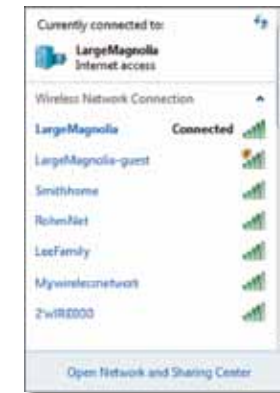 Currently connected to:
LargeMagnolia
Internet access
Wireless Network Connection
LargeMagnolia Connected
LargeMagnolia-guest
Smithhome
RohmNet
LeeFamily
Mywirelessnetwork
2WIRE000
Open Network and Sharing Center